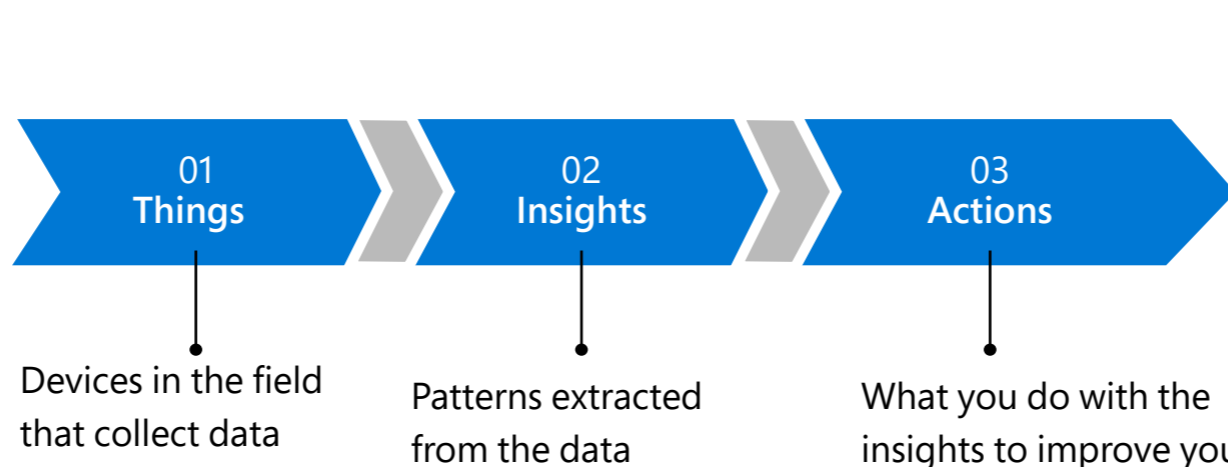 01
Things
02
Insights
03
Actions
Devices in the field
that collect data
Patterns extracted
from the data
What you do with the
insights to improve